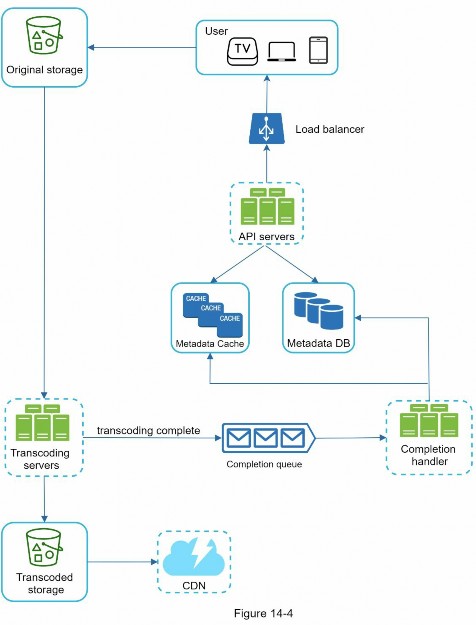 User
TV
Original storage
Load balancer
API servers
CACHE
CACHE
CACHE
Metadata Cache
Metadata DB
Transcoding
servers
transcoding complete
Completion queue
Completion
handler
Transcoded
storage
CDN
Figure 14-4